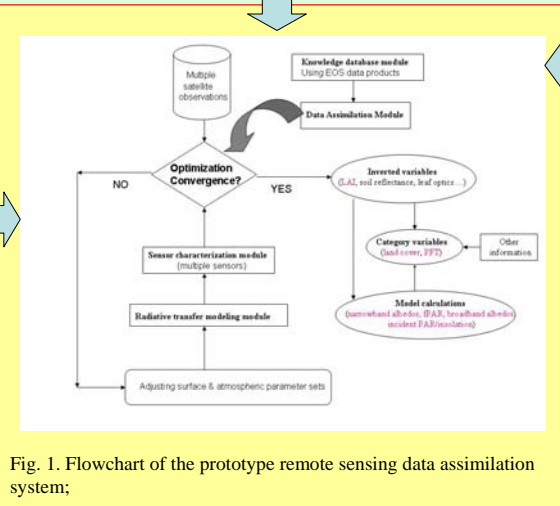 Multiple
satellite
observations
Knowledge database module
Using EOS data products
Data Assimilation Module
Optimization
Convergence?
NO
YES
Inverted variables
(LAI, soil reflectance, leaf optics…)
Category variables
(land cover, PFT)
Other
information
Sensor characterization module
(multiple sensors)
Model calculations
(narrowband albedos, fPAR, broadband albedos
incident PAR/insolation)
Radiative transfer modeling module
Adjusting surface & atmospheric parameter sets
Fig. 1. Flowchart of the prototype remote sensing data assimilation
system;